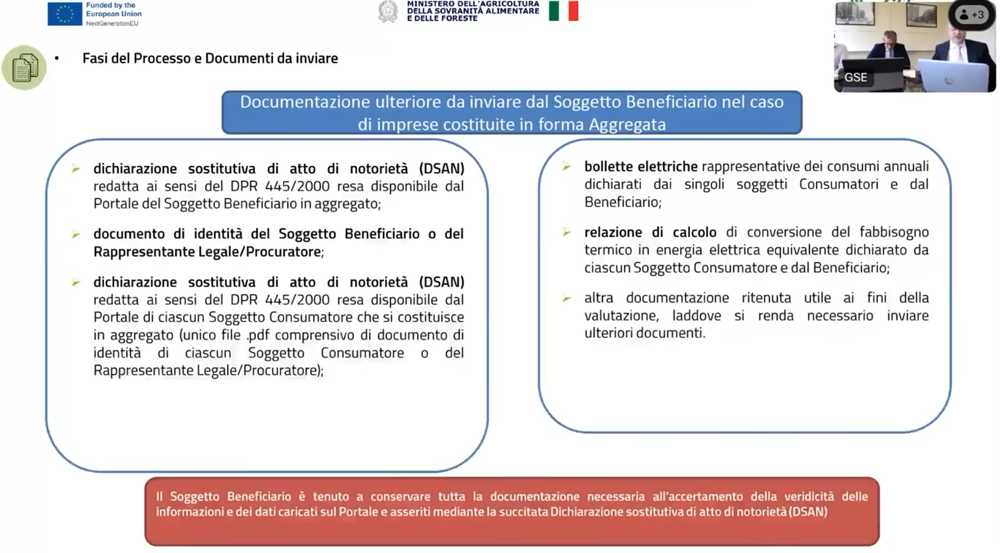 Funded by the
European Union
NextGenerationEU
MINISTERO DELL'AGRICOLTURA
DELLA SOVRANITÀ ALIMENTARE
E DELLE FORESTE
+3
GSE
• Fasi del Processo e Documenti da inviare
Documentazione ulteriore da inviare dal Soggetto Beneficiario nel caso
di imprese costituite in forma Aggregata
dichiarazione sostitutiva di atto di notorietà (DSAN)
redatta ai sensi del DPR 445/2000 resa disponibile dal
Portale del Soggetto Beneficiario in aggregato;
documento di identità del Soggetto Beneficiario o del
Rappresentante Legale/Procuratore;
dichiarazione sostitutiva di atto di notorietà (DSAN)
redatta ai sensi del DPR 445/2000 resa disponibile dal
Portale di ciascun Soggetto Consumatore che si costituisce
in aggregato (unico file .pdf comprensivo di documento di
identità di ciascun Soggetto Consumatore o del
Rappresentante Legale/Procuratore);
bollette elettriche rappresentative dei consumi annuali
dichiarati dai singoli soggetti Consumatori e dal
Beneficiario;
relazione di calcolo di conversione del fabbisogno
termico in energia elettrica equivalente dichiarato da
ciascun Soggetto Consumatore e dal Beneficiario;
altra documentazione ritenuta utile ai fini della
valutazione, laddove si renda necessario inviare
ulteriori documenti.
Il Soggetto Beneficiario è tenuto a conservare tutta la documentazione necessaria all'accertamento della veridicità delle
informazioni e dei dati caricati sul Portale e asseriti mediante la succitata Dichiarazione sostitutiva di atto di notorietà (DSAN)